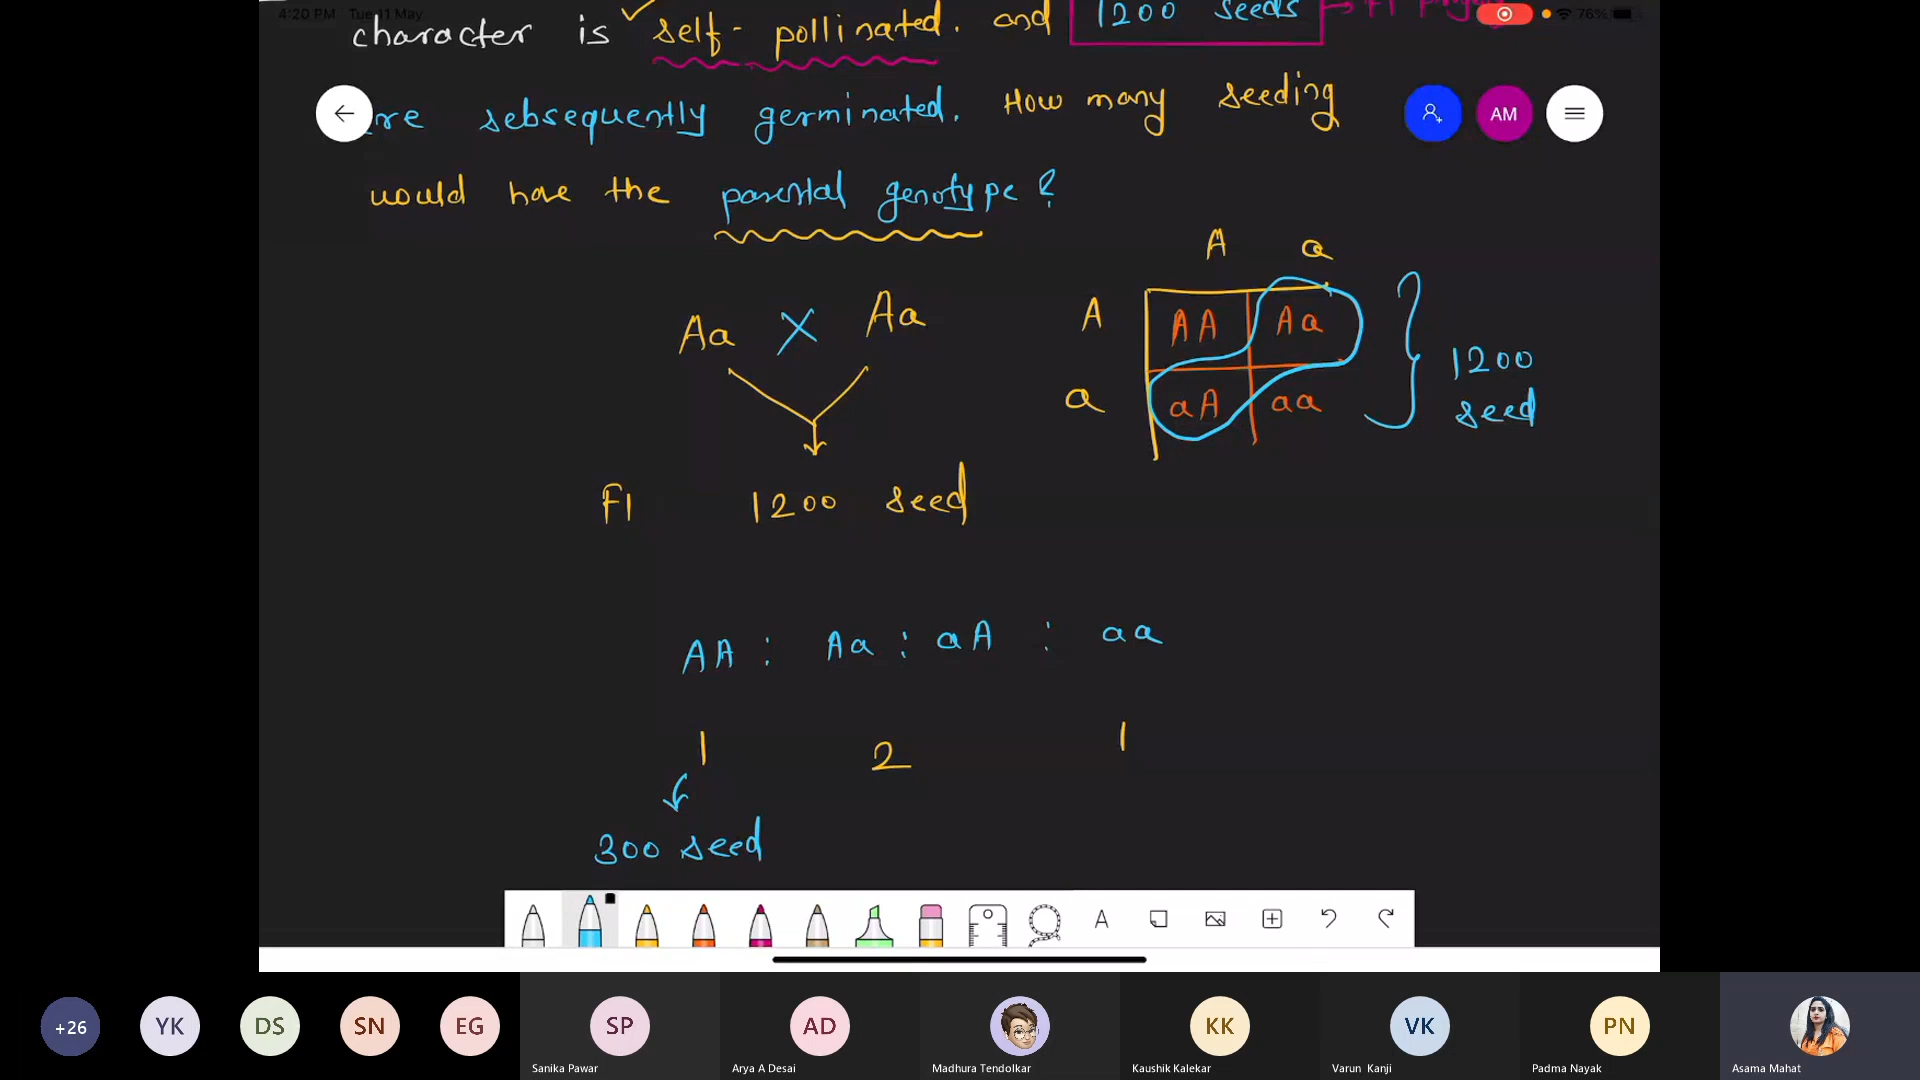 4:20 PM Tue 11 May
76%
character is self-pollinated. and 1200 seeds → F1
are sebsequently germinated. How many seeding
AM
would have the parental genotype?
A a
Aa X Aa
A AA Aa
a aA aa
1200
seed
F1 1200 seed
AA : Aa : aA : aa
1 2 1
300 seed
A
+26 YK DS SN EG SP AD KK VK PN
Sanika Pawar Arya A Desai Madhura Tendolkar Kaushik Kalekar Varun Kanji Padma Nayak Asama Mahat